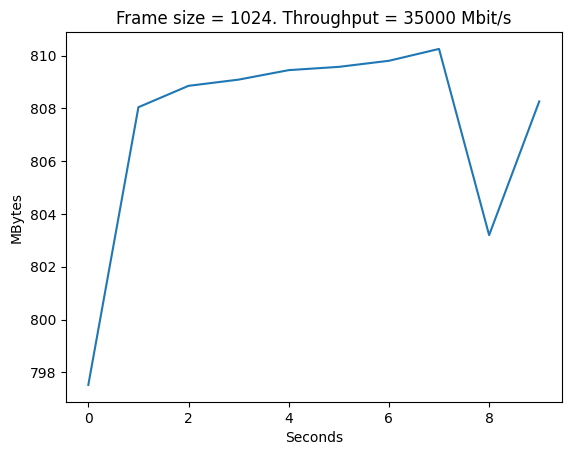 Frame size = 1024. Throughput = 35000 Mbit/s
MBytes
810
808
806
804
802
800
798
0 2 4 6 8
Seconds